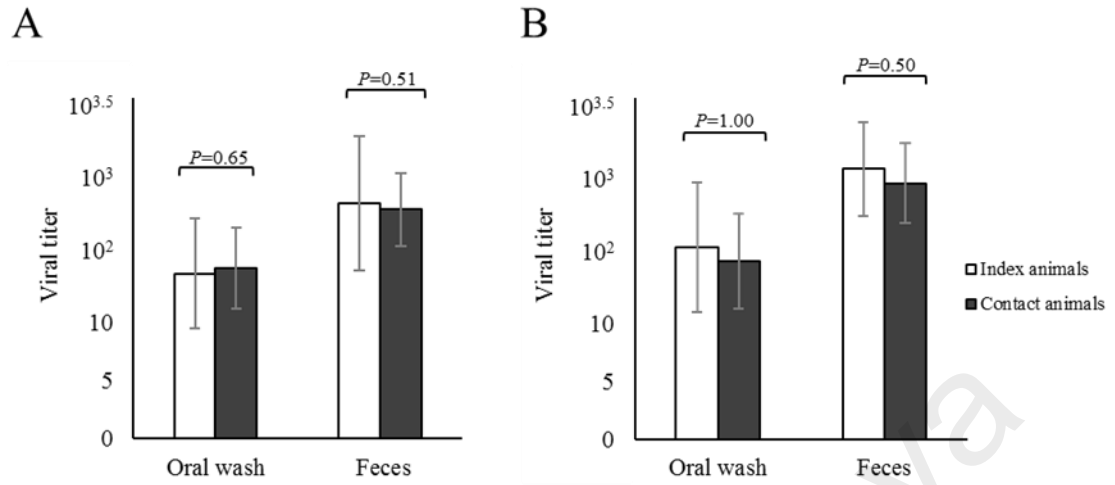 A
P=0.51
10^3.5
P=0.65
10^3
Viral titer
10^2
10
5
0
Oral wash
Feces
B
P=0.50
10^3.5
P=1.00
10^3
Viral titer
10^2
10
5
0
Oral wash
Feces
Index animals
Contact animals